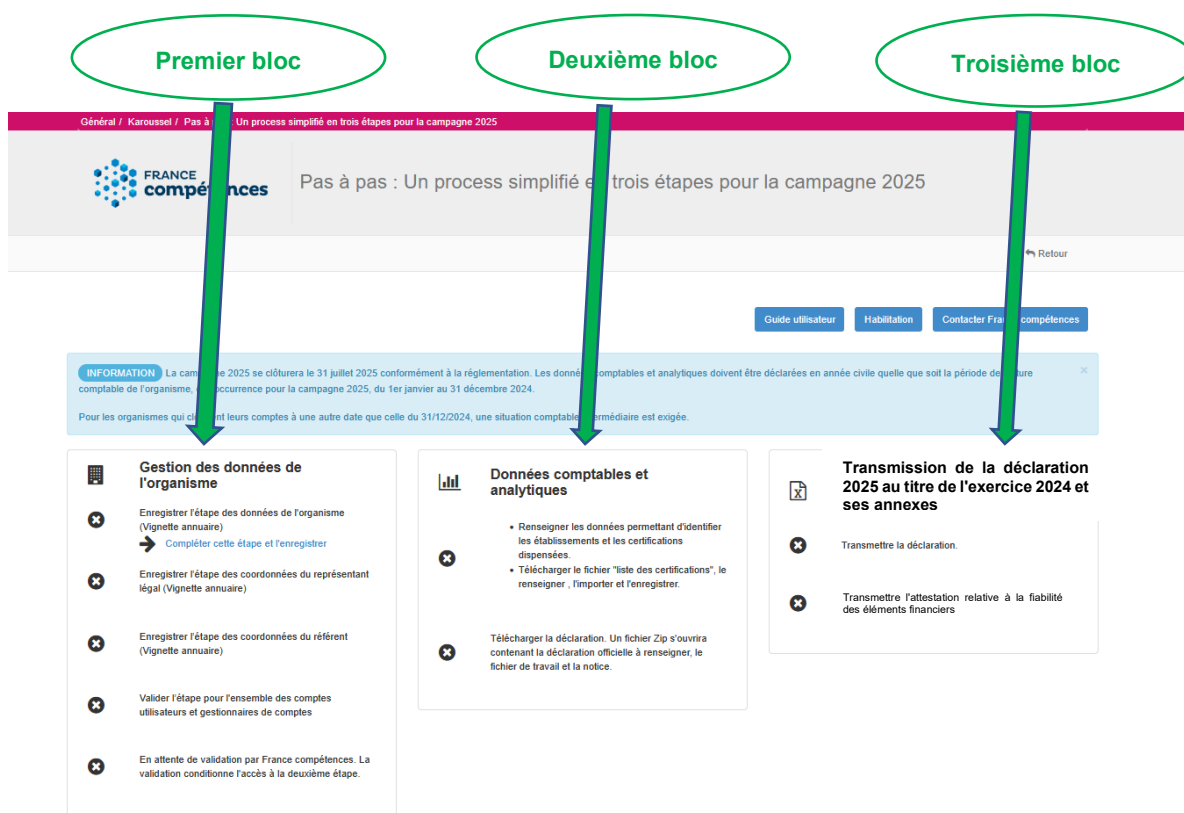 Premier bloc
Deuxième bloc
Troisième bloc
Général / Karoussel / Pas à : Un process simplifié en trois étapes pour la campagne 2025
FRANCE
compétences
Pas à pas : Un process simplifié en trois étapes pour la campagne 2025
Retour
Guide utilisateur
Habilitation
Contacter France compétences
INFORMATION La campagne 2025 se clôturera le 31 juillet 2025 conformément à la réglementation. Les données comptables et analytiques doivent être déclarées en année civile quelle que soit la période de clôture
comptable de l'organisme, en l'occurrence pour la campagne 2025, du 1er janvier au 31 décembre 2024.
Pour les organismes qui clôturent leurs comptes à une autre date que celle du 31/12/2024, une situation comptable intermédiaire est exigée.
Gestion des données de
l'organisme
Enregistrer l'étape des données de l'organisme
(Vignette annuaire)
Compléter cette étape et l'enregistrer
Enregistrer l'étape des coordonnées du représentant
légal (Vignette annuaire)
Enregistrer l'étape des coordonnées du référent
(Vignette annuaire)
Valider l'étape pour l'ensemble des comptes
utilisateurs et gestionnaires de comptes
En attente de validation par France compétences. La
validation conditionne l'accès à la deuxième étape.
Données comptables et
analytiques
• Renseigner les données permettant d'identifier
les établissements et les certifications
dispensées.
• Télécharger le fichier "liste des certifications", le
renseigner , l'importer et l'enregistrer.
Télécharger la déclaration. Un fichier Zip s'ouvrira
contenant la déclaration officielle à renseigner, le
fichier de travail et la notice.
Transmission de la déclaration
2025 au titre de l'exercice 2024 et
ses annexes
Transmettre la déclaration.
Transmettre l'attestation relative à la fiabilité
des éléments financiers